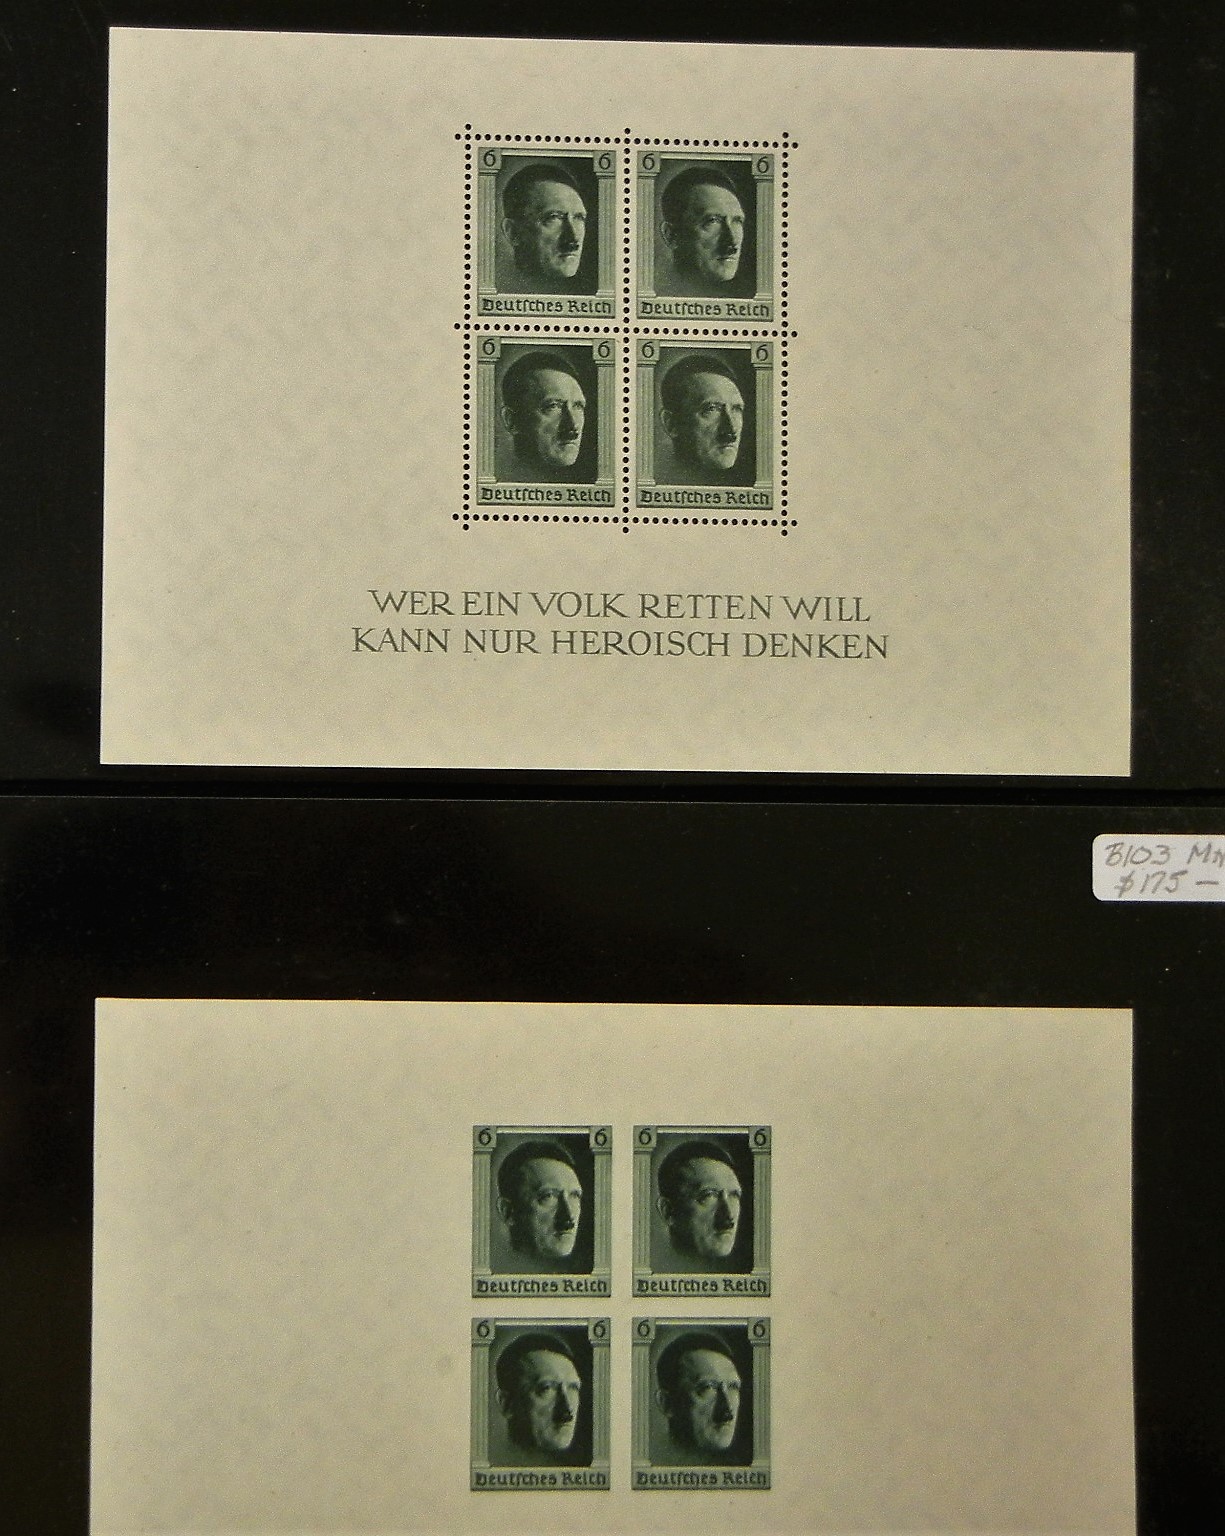 6 6 6 6
Deutsches Reich Deutsches Reich
6 6 6 6
Deutsches Reich Deutsches Reich
WER EIN VOLK RETTEN WILL
KANN NUR HEROISCH DENKEN
B103
$175 —
6 6 6 6
Deutsches Reich Deutsches Reich
6 6 6 6
Deutsches Reich Deutsches Reich